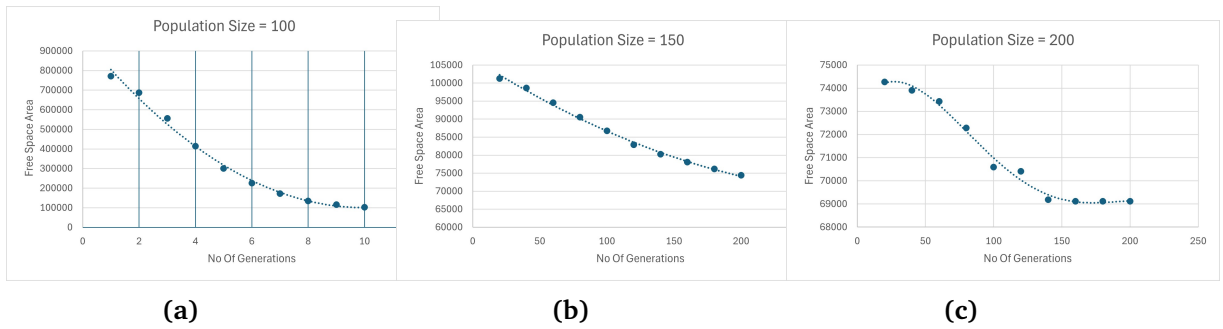 Population Size = 100
900000
800000
700000
600000
500000
400000
300000
200000
100000
0
Free Space Area
0 2 4 6 8 10
No Of Generations
(a)
Population Size = 150
105000
100000
95000
90000
85000
80000
75000
70000
65000
60000
Free Space Area
0 50 100 150 200
No Of Generations
(b)
Population Size = 200
75000
74000
73000
72000
71000
70000
69000
68000
Free Space Area
0 50 100 150 200 250
No Of Generations
(c)